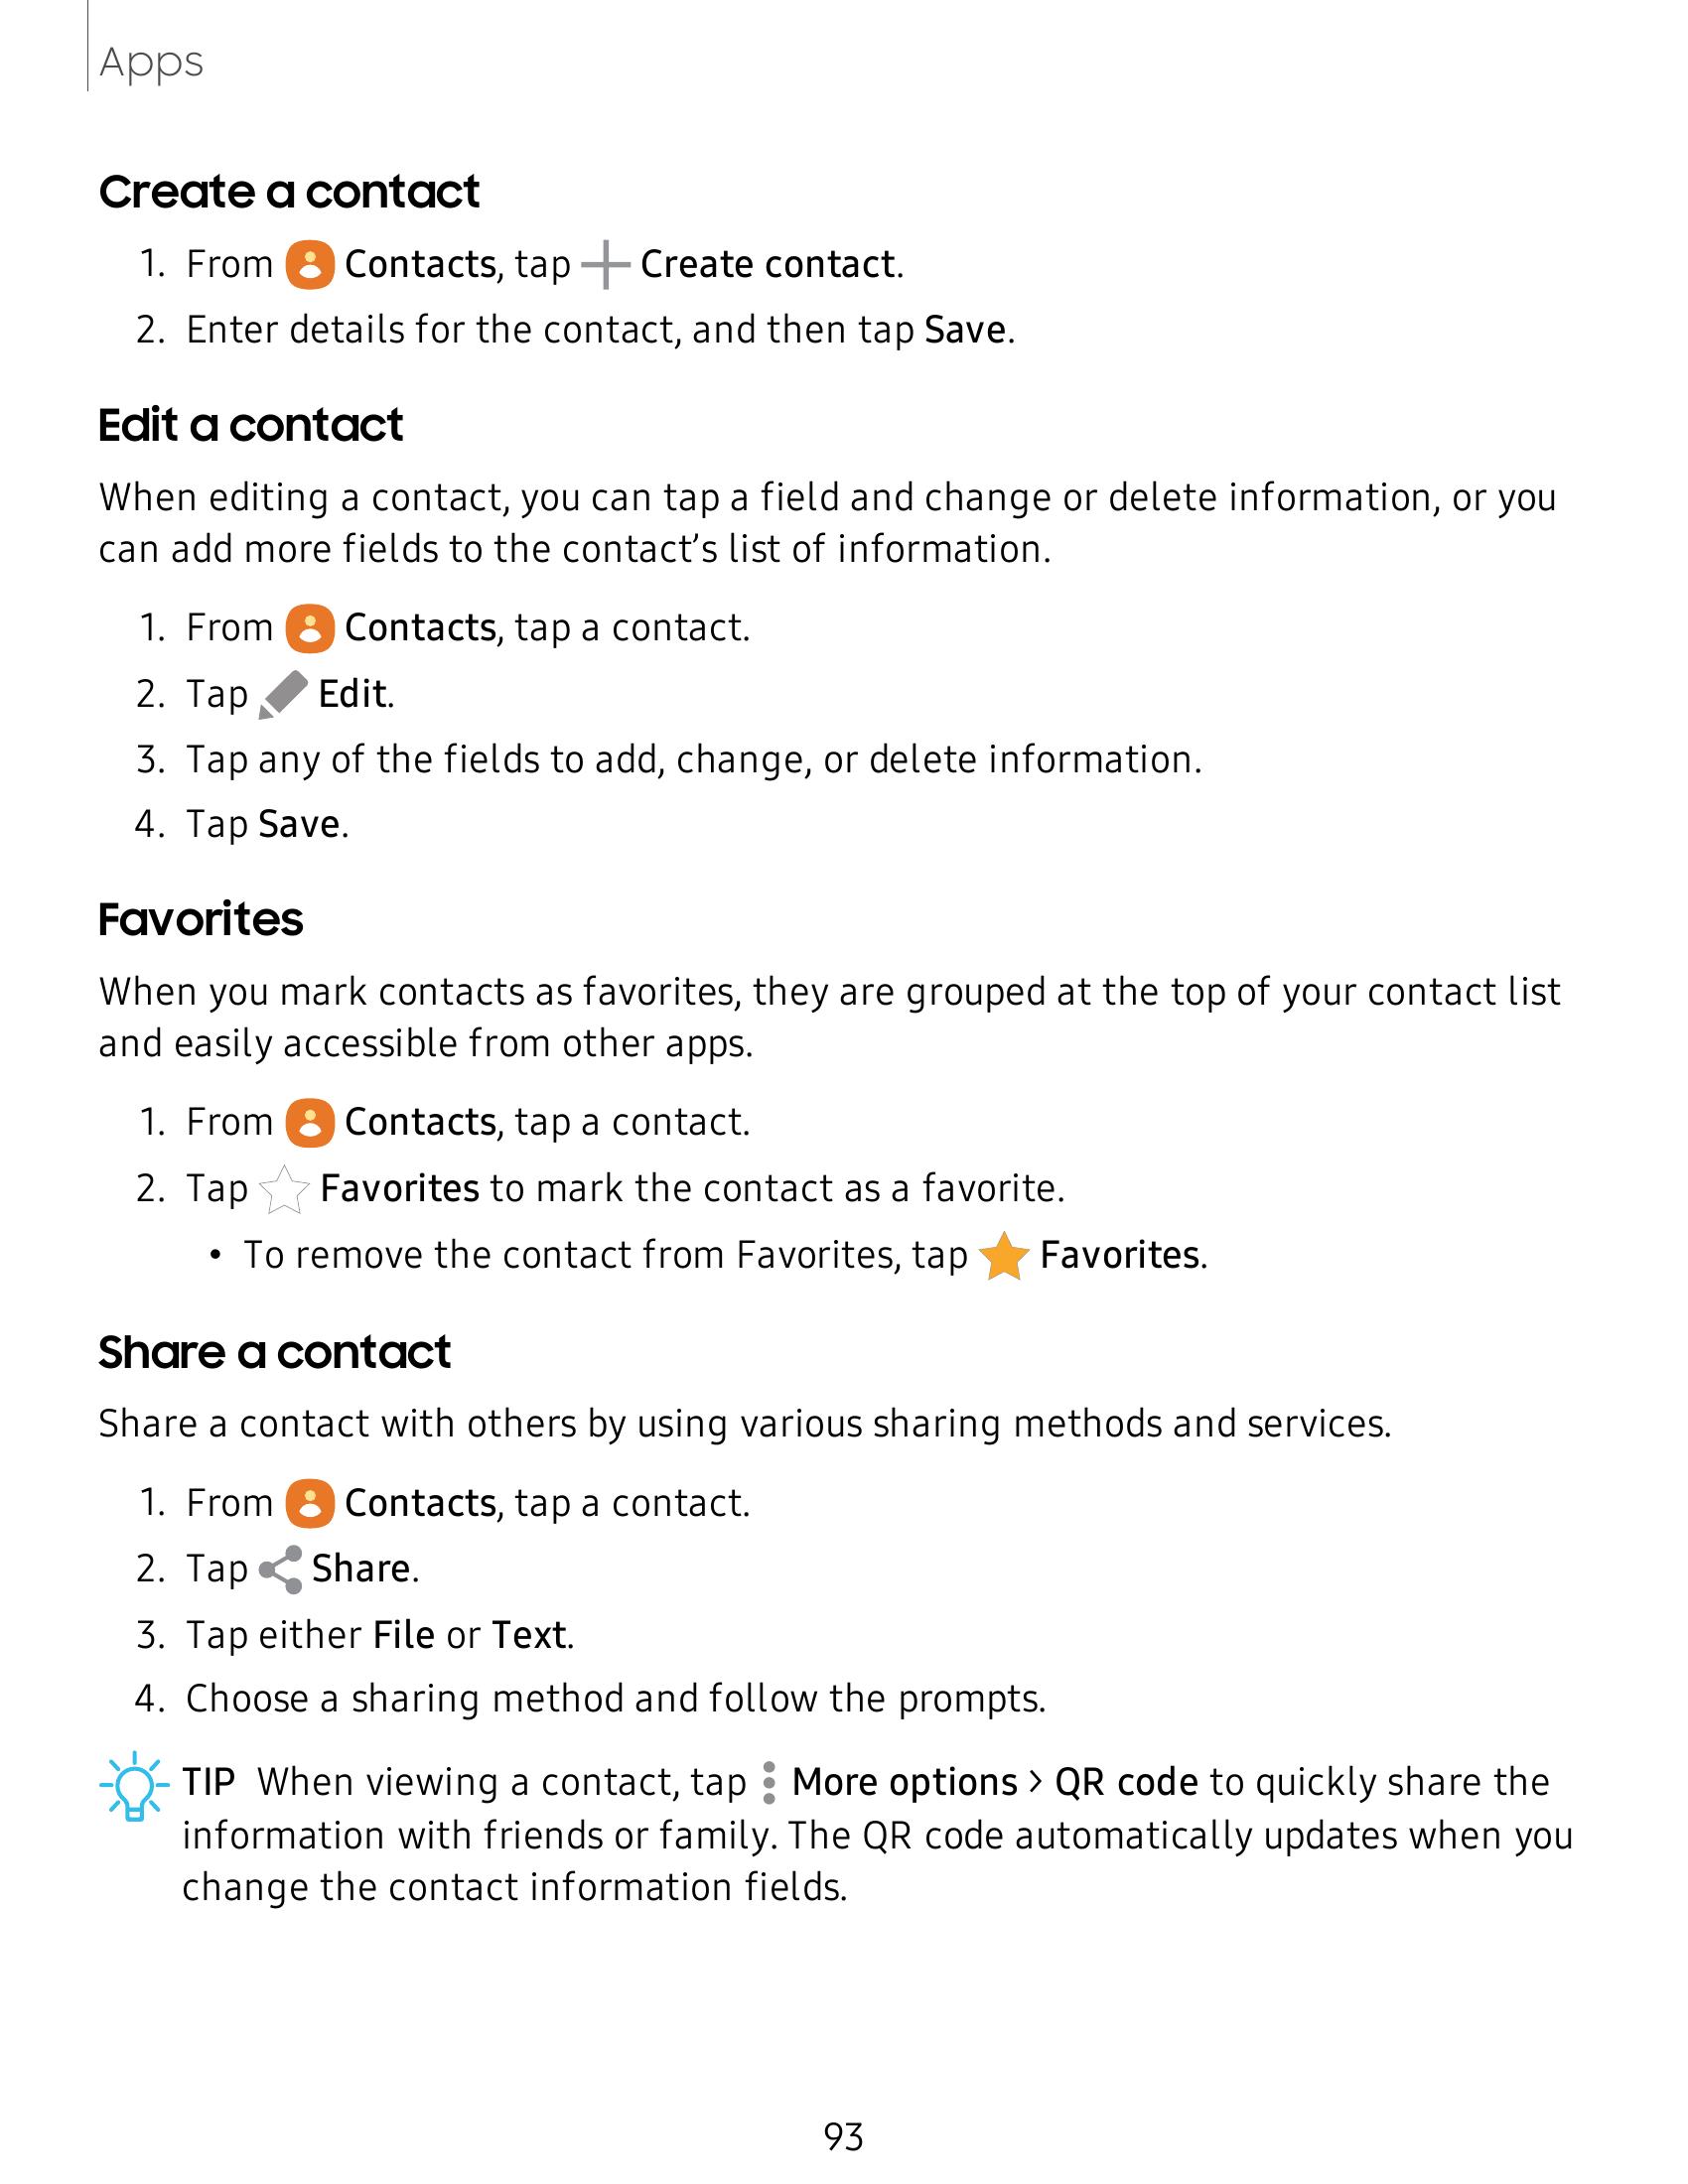 Apps
Create a contact
1. From Contacts, tap Create contact.
2. Enter details for the contact, and then tap Save.
Edit a contact
When editing a contact, you can tap a field and change or delete information, or you
can add more fields to the contact’s list of information.
1. From Contacts, tap a contact.
2. Tap Edit.
3. Tap any of the fields to add, change, or delete information.
4. Tap Save.
Favorites
When you mark contacts as favorites, they are grouped at the top of your contact list
and easily accessible from other apps.
1. From Contacts, tap a contact.
2. Tap Favorites to mark the contact as a favorite.
• To remove the contact from Favorites, tap Favorites.
Share a contact
Share a contact with others by using various sharing methods and services.
1. From Contacts, tap a contact.
2. Tap Share.
3. Tap either File or Text.
4. Choose a sharing method and follow the prompts.
TIP When viewing a contact, tap More options > QR code to quickly share the
information with friends or family. The QR code automatically updates when you
change the contact information fields.
93